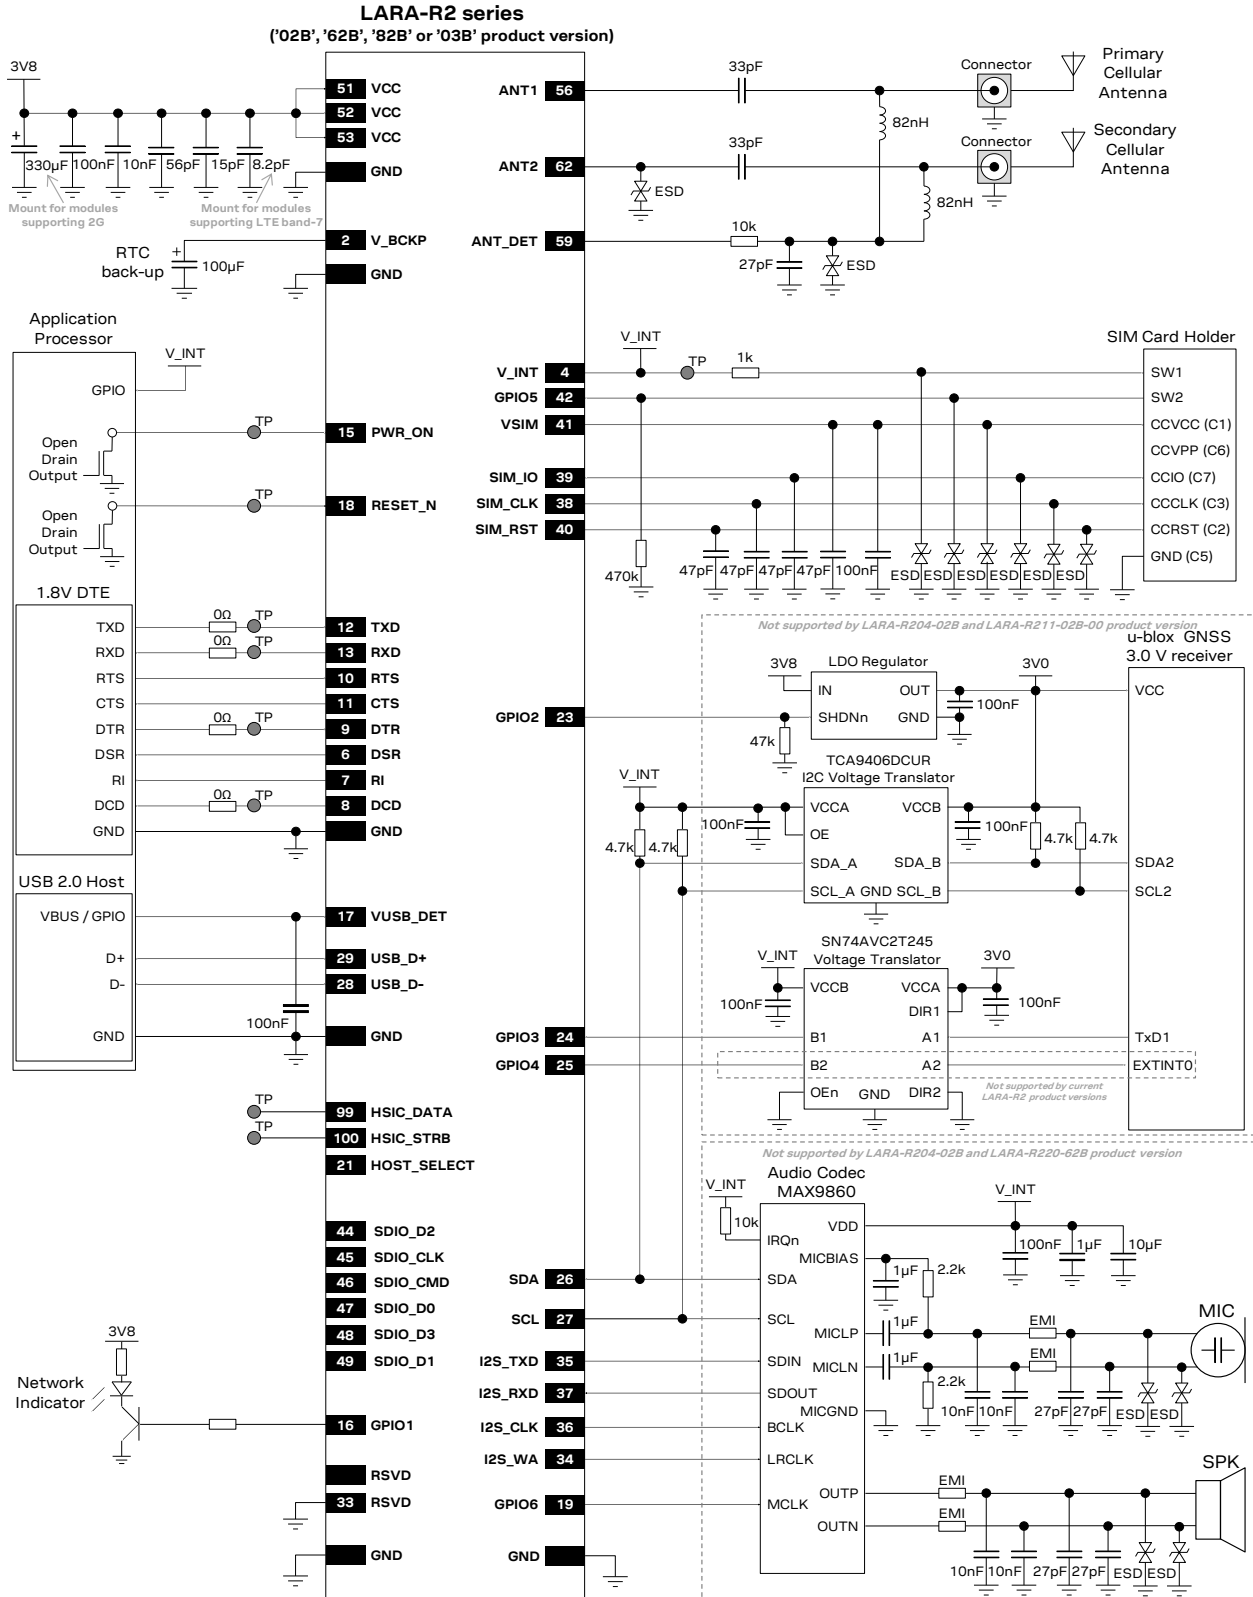 LARA-R2 series
('02B', '62B', '82B' or '03B' product version)
3V8
51 VCC
52 VCC
53 VCC
GND
330µF 100nF 10nF 56pF 15pF 8.2pF
Mount for modules
supporting 2G
Mount for modules
supporting LTE band-7
RTC
back-up
100µF
2 V_BCKP
GND
ANT1 56
33pF
Connector
Primary
Cellular
Antenna
82nH
ANT2 62
33pF
Connector
Secondary
Cellular
Antenna
ESD
82nH
ANT_DET 59
10k
27pF
ESD
Application
Processor
V_INT
GPIO
TP
15 PWR_ON
Open
Drain
Output
TP
18 RESET_N
Open
Drain
Output
V_INT
TP
1k
SIM Card Holder
V_INT 4
SW1
GPIO5 42
SW2
VSIM 41
CCVCC (C1)
CCVPP (C6)
SIM_IO 39
CCIO (C7)
SIM_CLK 38
CCCLK (C3)
SIM_RST 40
CCRST (C2)
GND (C5)
470k
47pF 47pF 47pF 47pF 100nF ESD ESD ESD ESD ESD ESD
1.8V DTE
TXD 0Ω TP 12 TXD
RXD 0Ω TP 13 RXD
RTS 10 RTS
CTS 11 CTS
DTR 0Ω TP 9 DTR
DSR 6 DSR
RI 7 RI
DCD 0Ω TP 8 DCD
GND GND
USB 2.0 Host
VBUS / GPIO 17 VUSB_DET
D+ 29 USB_D+
D- 28 USB_D-
100nF
GND GND
TP
99 HSIC_DATA
TP
100 HSIC_STRB
21 HOST_SELECT
44 SDIO_D2
45 SDIO_CLK
46 SDIO_CMD
47 SDIO_D0
48 SDIO_D3
49 SDIO_D1
3V8
Network
Indicator
16 GPIO1
RSVD
33 RSVD
GND
Not supported by LARA-R204-02B and LARA-R211-02B-00 product version
u-blox GNSS
3.0 V receiver
3V8
LDO Regulator
3V0
IN OUT
VCC
GPIO2 23
SHDNn GND
100nF
47k
TCA9406DCUR
I2C Voltage Translator
V_INT
VCCA VCCB
100nF
OE
100nF
4.7k 4.7k
4.7k 4.7k
SDA_A SDA_B
SDA2
SCL_A GND SCL_B
SCL2
SN74AVC2T245
Voltage Translator
V_INT
3V0
VCCB VCCA
100nF
DIR1
100nF
GPIO3 24
B1 A1
TxD1
GPIO4 25
B2 A2
EXTINT0
Not supported by current
LARA-R2 product versions
OEn GND DIR2
Not supported by LARA-R204-02B and LARA-R220-62B product version
Audio Codec
MAX9860
V_INT
10k
V_INT
VDD
IRQn
100nF 1µF 10µF
MICBIAS
1µF 2.2k
SDA 26
SDA
SCL 27
SCL
MICLP
1µF
EMI
MIC
I2S_TXD 35
SDIN
MICLN
1µF
EMI
2.2k
I2S_RXD 37
SDOUT
MICGND
10nF 10nF 27pF 27pF ESD ESD
I2S_CLK 36
BCLK
I2S_WA 34
LRCLK
SPK
OUTP
EMI
GPIO6 19
MCLK
OUTN
EMI
GND
10nF 10nF 27pF 27pF ESD ESD